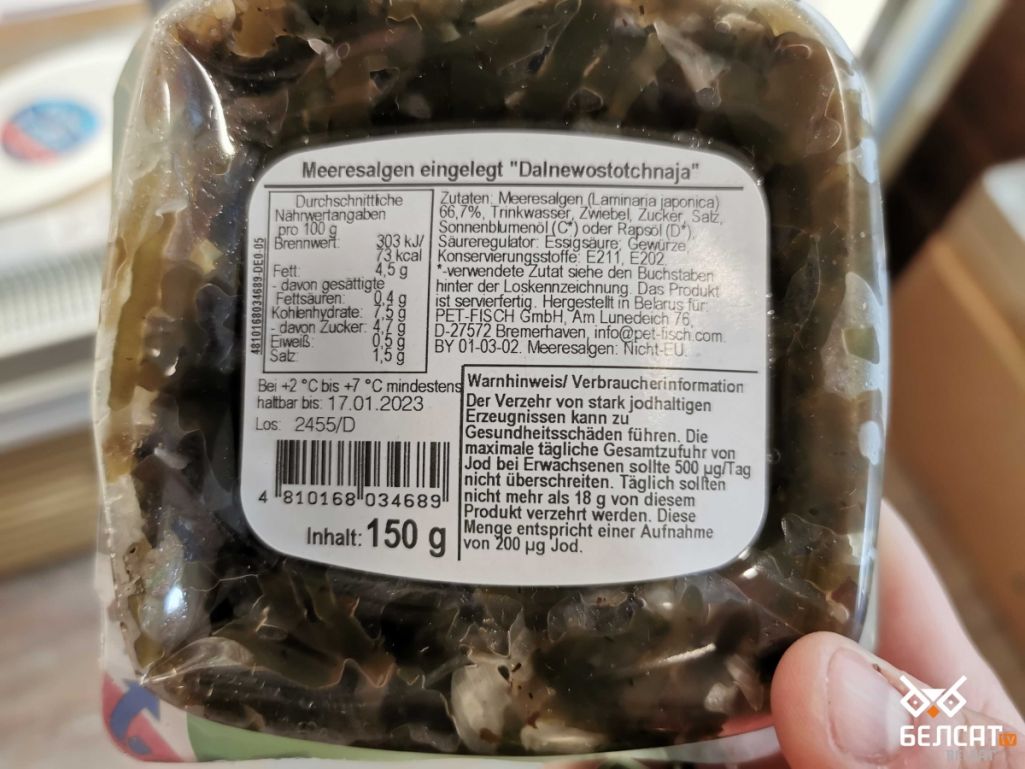 Meeresalgen eingelegt "Dalnewostotchnaja"
Durchschnittliche
Nährwertangaben
pro 100 g
Brennwert: 303 kJ/
73 kcal
Fett: 4,5 g
- davon gesättigte
Fettsäuren: 0,4 g
Kohlenhydrate: 7,5 g
- davon Zucker: 4,7 g
Eiweß: 0,5 g
Salz: 1,5 g
4810168034689-DE0-05
Zutaten: Meeresalgen (Laminaria japonica)
66,7%, Trinkwasser, Zwiebel, Zucker, Salz,
Sonnenblumenöl (C*) oder Rapsöl (D*),
Säureregulator: Essigsäure; Gewürze,
Konservierungsstoffe: E211, E202.
*-verwendete Zutat siehe den Buchstaben
hinter der Loskennzeichnung. Das Produkt
ist servierfertig. Hergestellt in Belarus für:
PET-FISCH GmbH, Am Lunedeich 76,
D-27572 Bremerhaven, info@pet-fisch.com.
BY 01-03-02. Meeresalgen: Nicht-EU.
Bei +2 °C bis +7 °C mindestens
haltbar bis: 17.01.2023
Los: 2455/D
4 810168 034689
Inhalt: 150 g
Warnhinweis/ Verbraucherinformation
Der Verzehr von stark jodhaltigen
Erzeugnissen kann zu
Gesundheitsschäden führen. Die
maximale tägliche Gesamtzufuhr von
Jod bei Erwachsenen sollte 500 µg/Tag
nicht überschreiten. Täglich sollten
nicht mehr als 18 g von diesem
Produkt verzehrt werden. Diese
Menge entspricht einer Aufnahme
von 200 µg Jod.
БЕЛСАТ TV